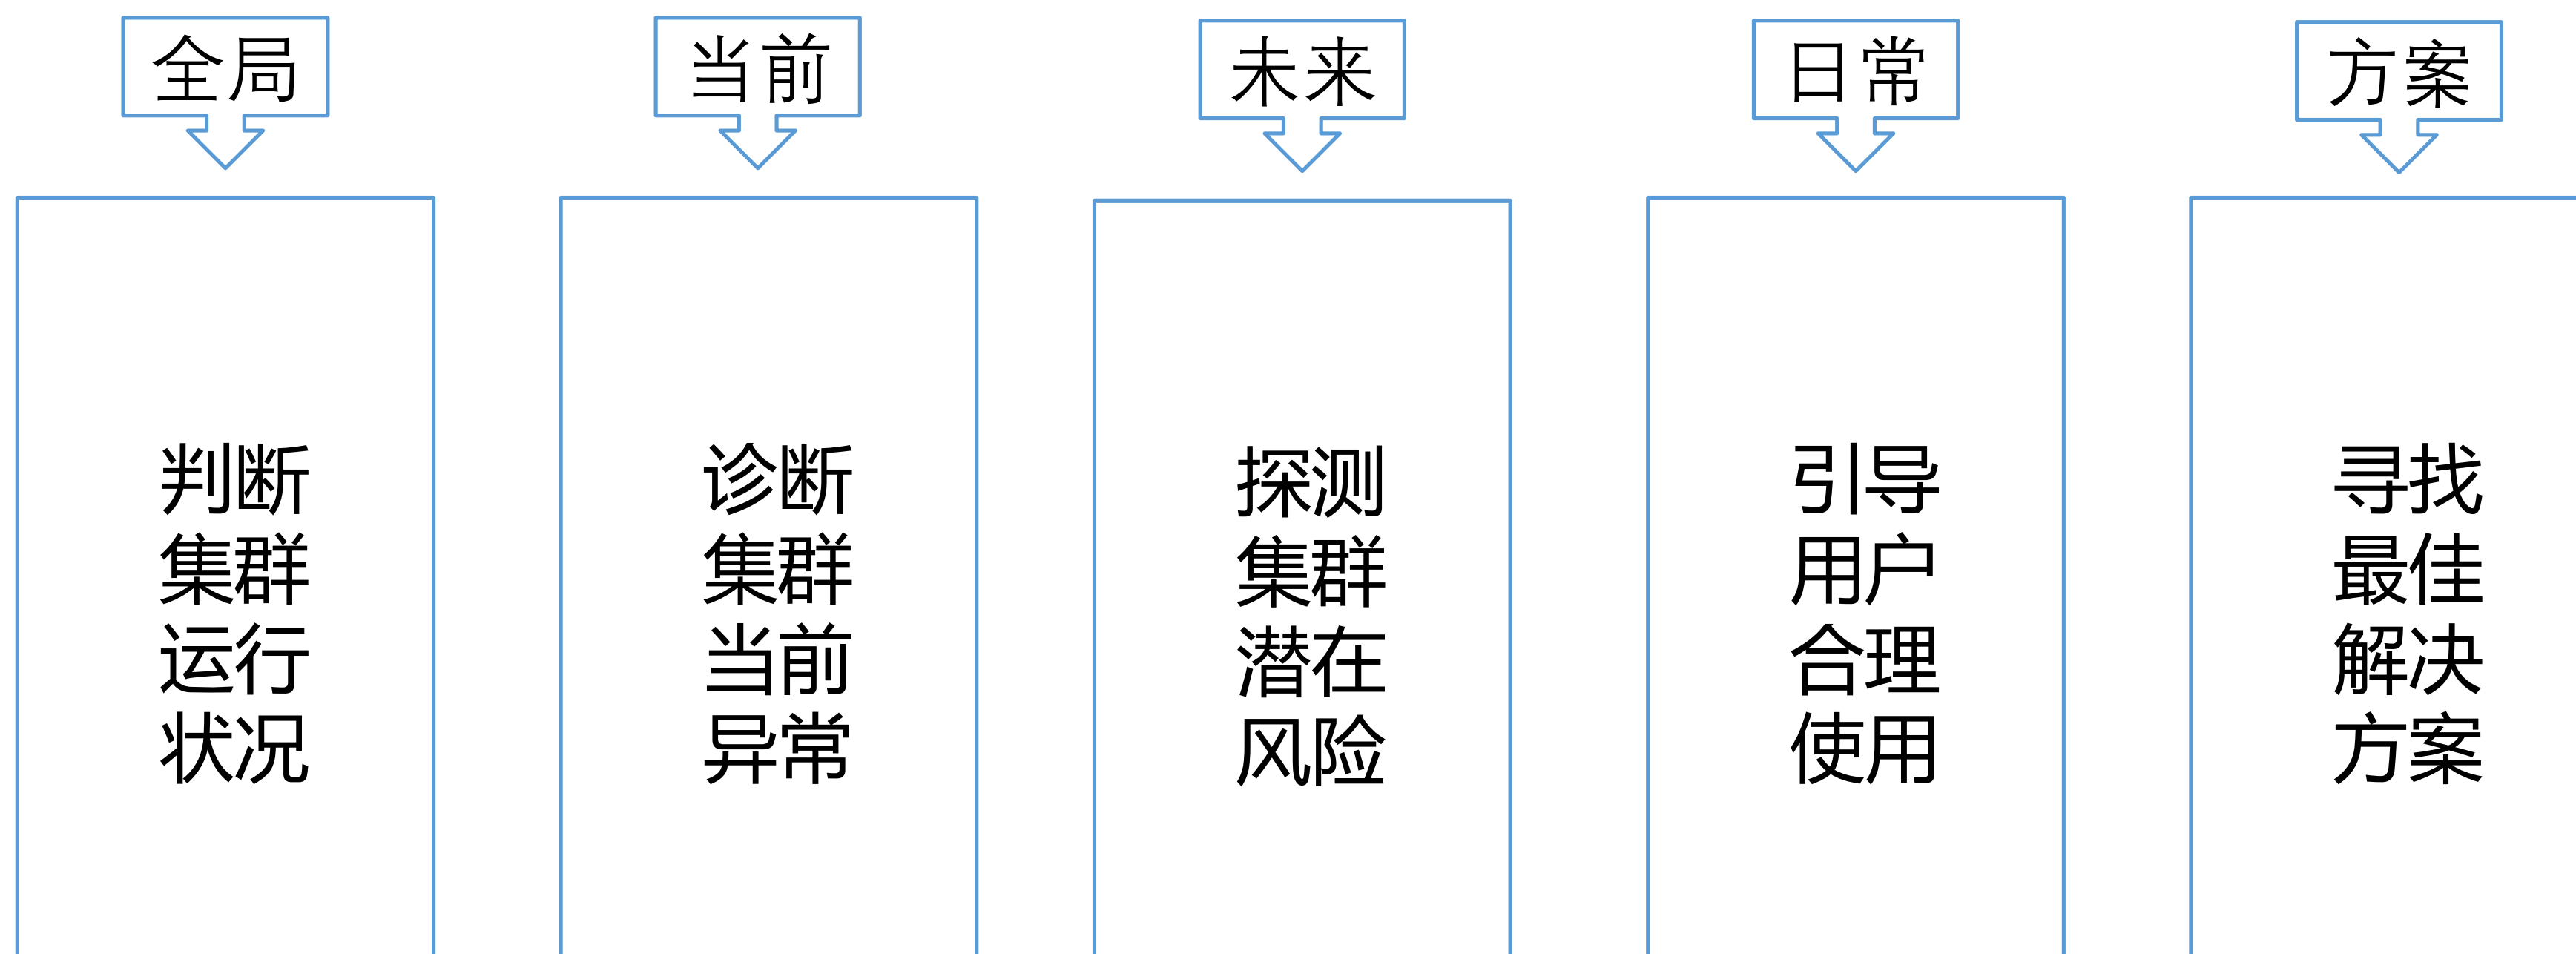 全局
判断
集群
运行
状况
当前
诊断
集群
当前
异常
未来
探测
集群
潜在
风险
日常
引导
用户
合理
使用
方案
寻找
最佳
解决
方案